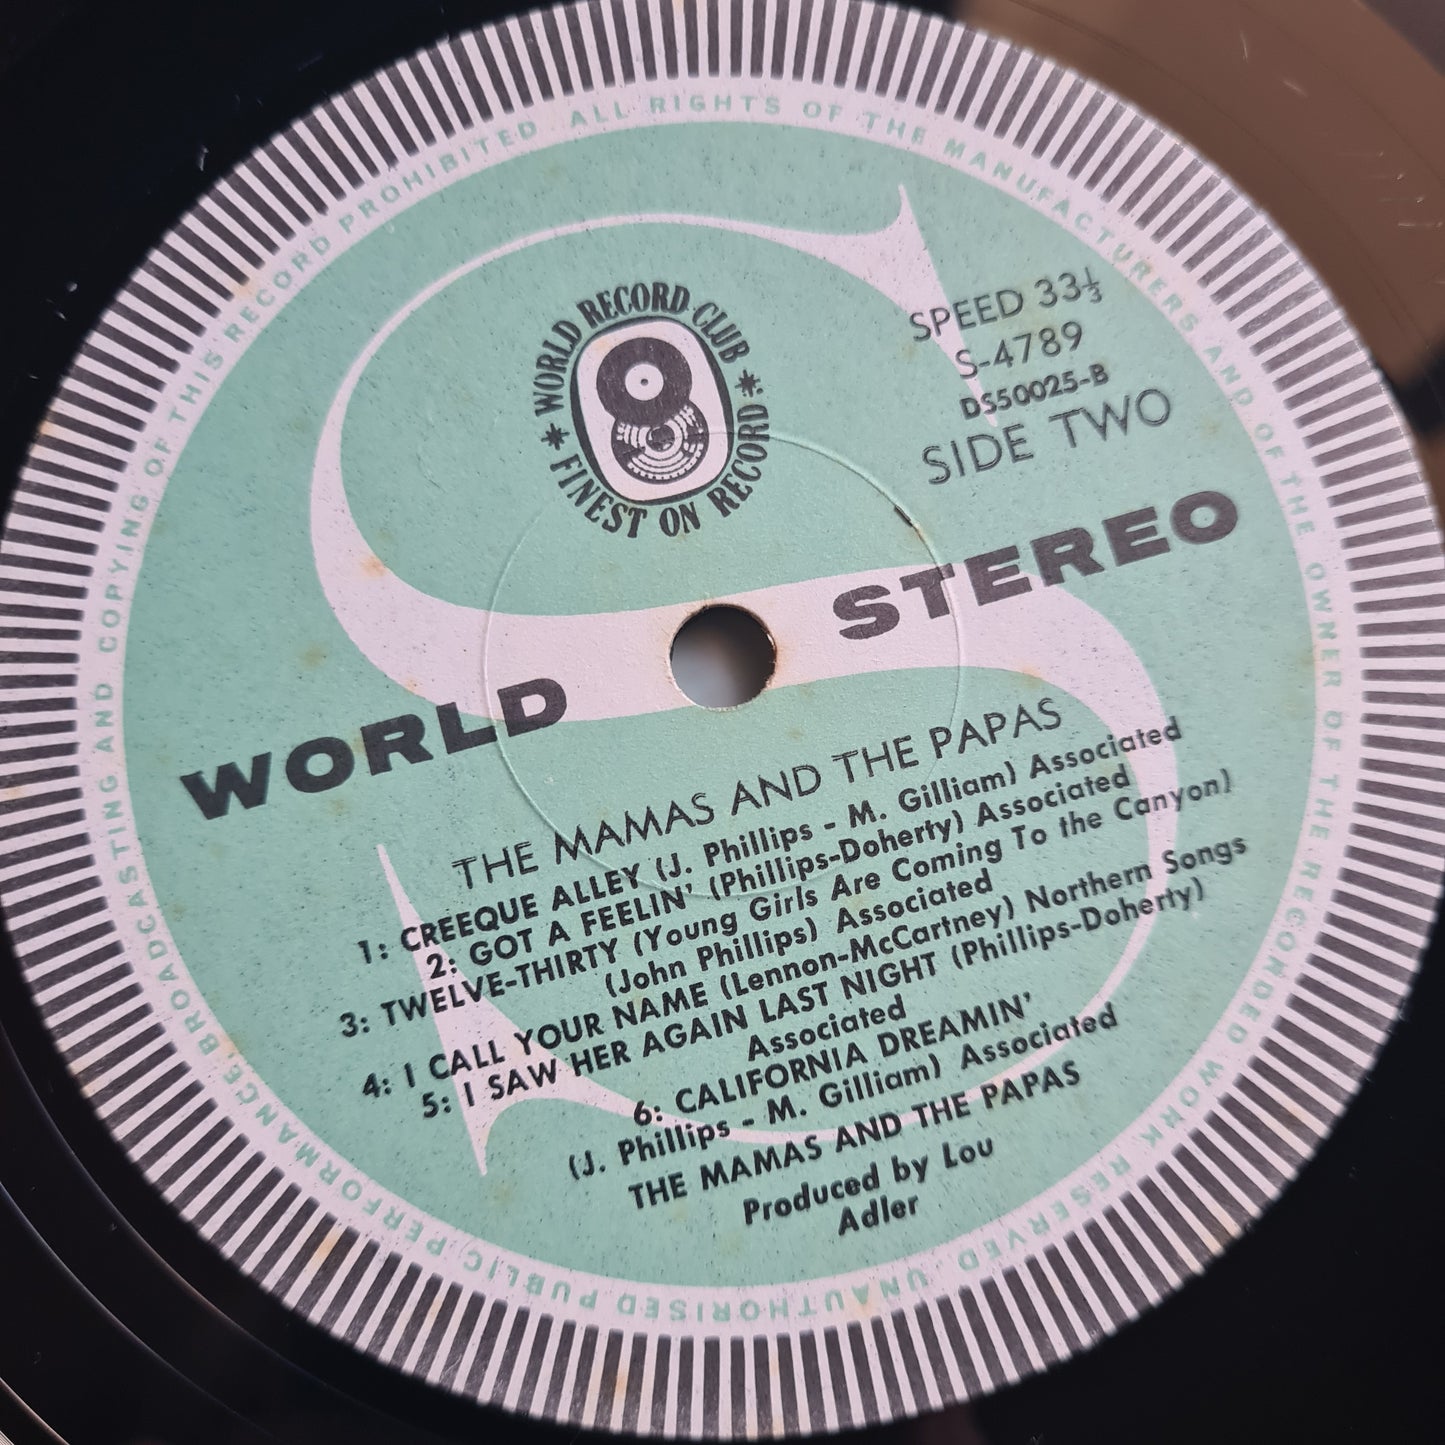 ALL RIGHTS OF THE MANUFACTURERS AND OF THE OWNER OF THE RECORDED WORK RESERVED. UNAUTHORISED PUBLIC PERFORMANCE, BROADCASTING AND COPYING OF THIS RECORD PROHIBITED
WORLD RECORD CLUB
* FINEST ON RECORD *
SPEED 33⅓
S-4789
DS50025-B
SIDE TWO
WORLD STEREO
THE MAMAS AND THE PAPAS
1: CREEQUE ALLEY (J. Phillips - M. Gilliam) Associated
2: GOT A FEELIN' (Phillips-Doherty) Associated
3: TWELVE-THIRTY (Young Girls Are Coming To the Canyon)
(John Phillips) Associated
4: I CALL YOUR NAME (Lennon-McCartney) Northern Songs
5: I SAW HER AGAIN LAST NIGHT (Phillips-Doherty)
Associated
6: CALIFORNIA DREAMIN'
(J. Phillips - M. Gilliam) Associated
THE MAMAS AND THE PAPAS
Produced by Lou
Adler